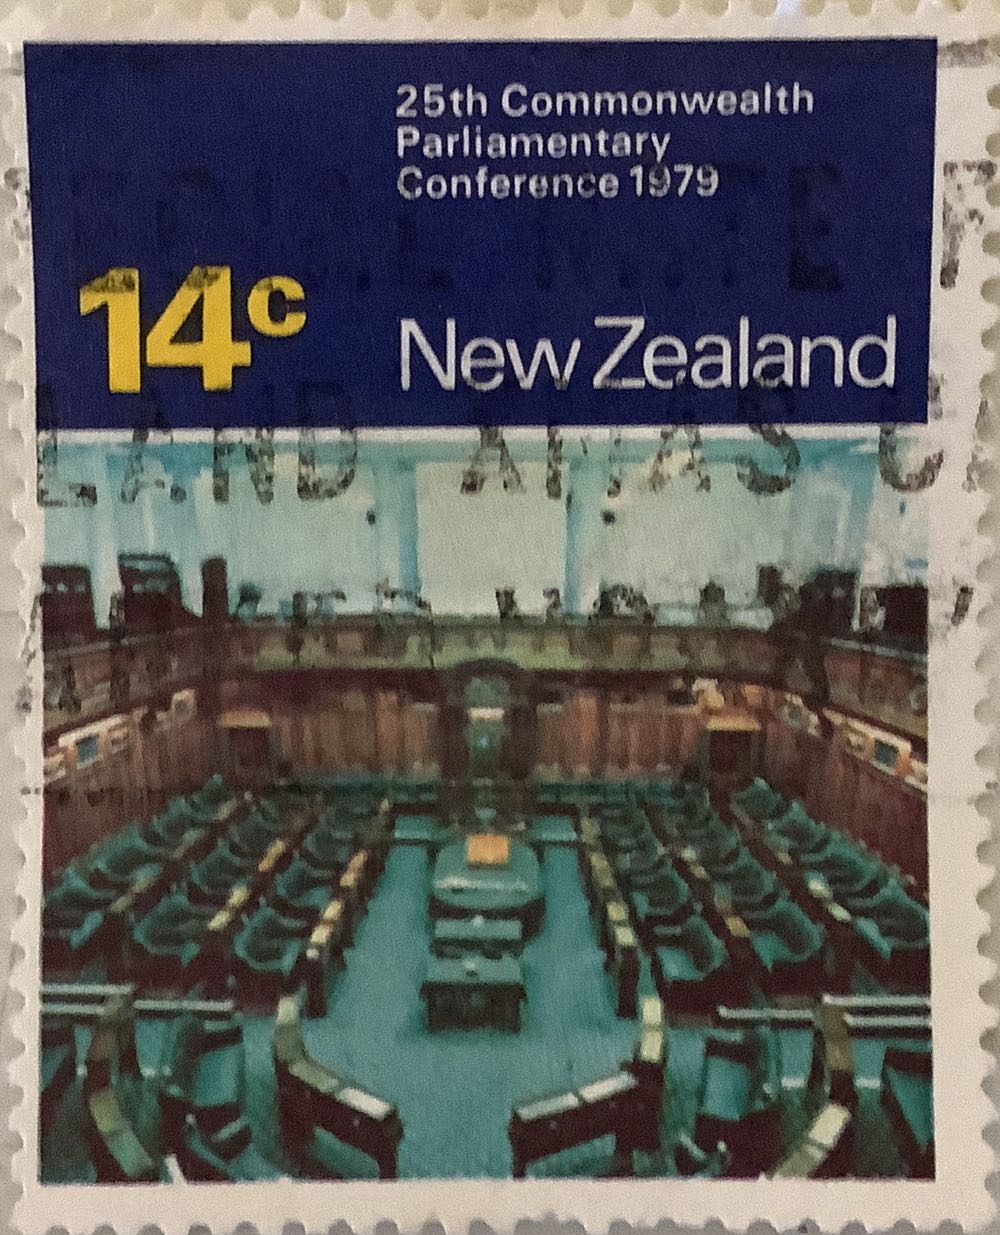 25th Commonwealth
Parliamentary
Conference 1979
14c
New Zealand